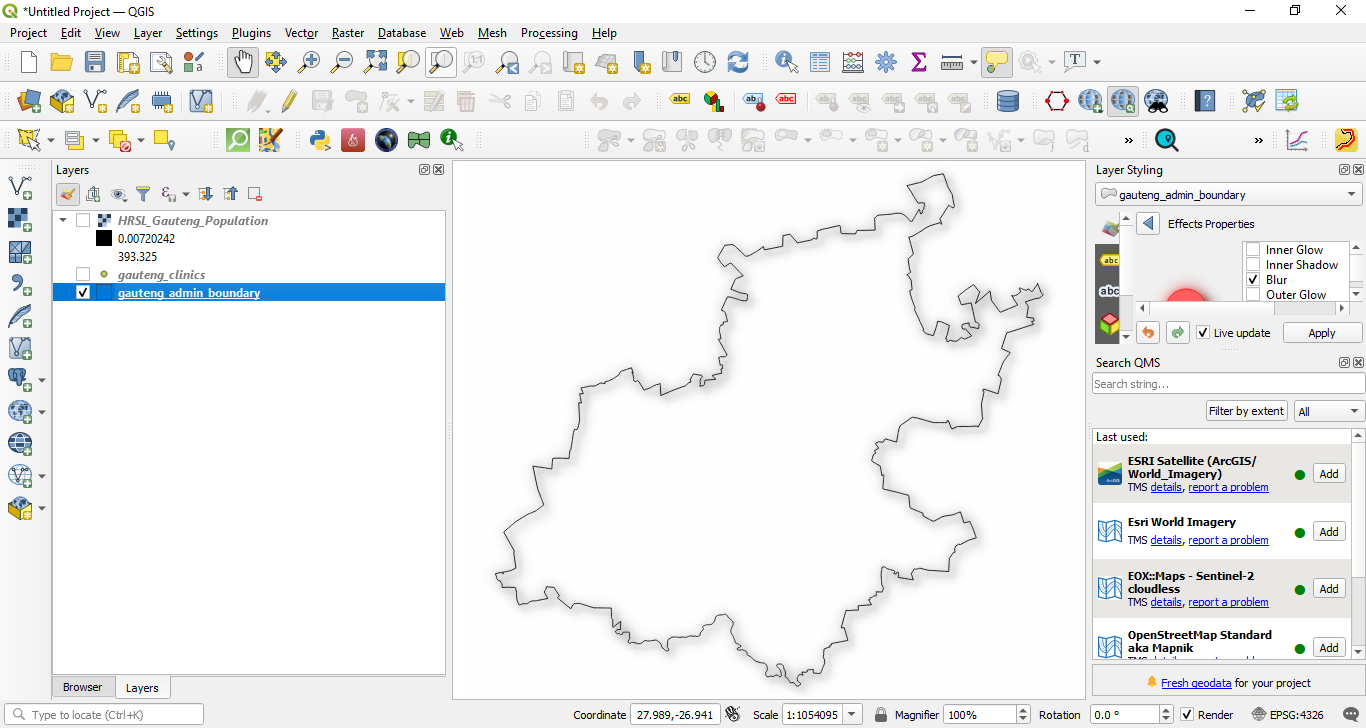 *Untitled Project — QGIS
Project Edit View Layer Settings Plugins Vector Raster Database Web Mesh Processing Help
Layers
HRSL_Gauteng_Population
0.00720242
393.325
gauteng_clinics
gauteng_admin_boundary
Browser Layers
Layer Styling
gauteng_admin_boundary
Effects Properties
Inner Glow
Inner Shadow
Blur
Outer Glow
Live update Apply
Search QMS
Search string...
Filter by extent All
Last used:
ESRI Satellite (ArcGIS/
World_Imagery)
TMS details, report a problem Add
Esri World Imagery
TMS details, report a problem Add
EOX::Maps - Sentinel-2
cloudless
TMS details, report a problem Add
OpenStreetMap Standard
aka Mapnik Add
Fresh geodata for your project
Type to locate (Ctrl+K) Coordinate 27.989,-26.941 Scale 1:1054095 Magnifier 100% Rotation 0.0 ° Render EPSG:4326